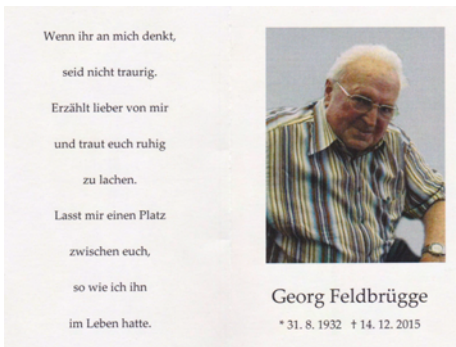 Wenn ihr an mich denkt,
seid nicht traurig.
Erzählt lieber von mir
und traut euch ruhig
zu lachen.
Lasst mir einen Platz
zwischen euch,
so wie ich ihn
im Leben hatte.
Georg Feldbrügge
* 31. 8. 1932 † 14. 12. 2015